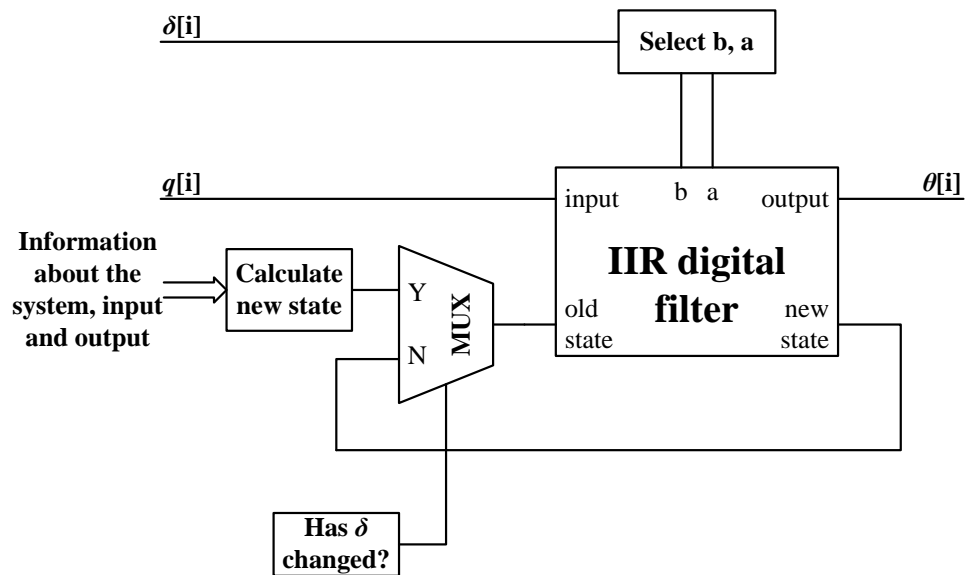 δ[i]
Select b, a
q[i]
θ[i]
input
b
a
output
IIR digital
filter
old
state
new
state
Information
about the
system, input
and output
Calculate
new state
Y
N
MUX
Has δ
changed?